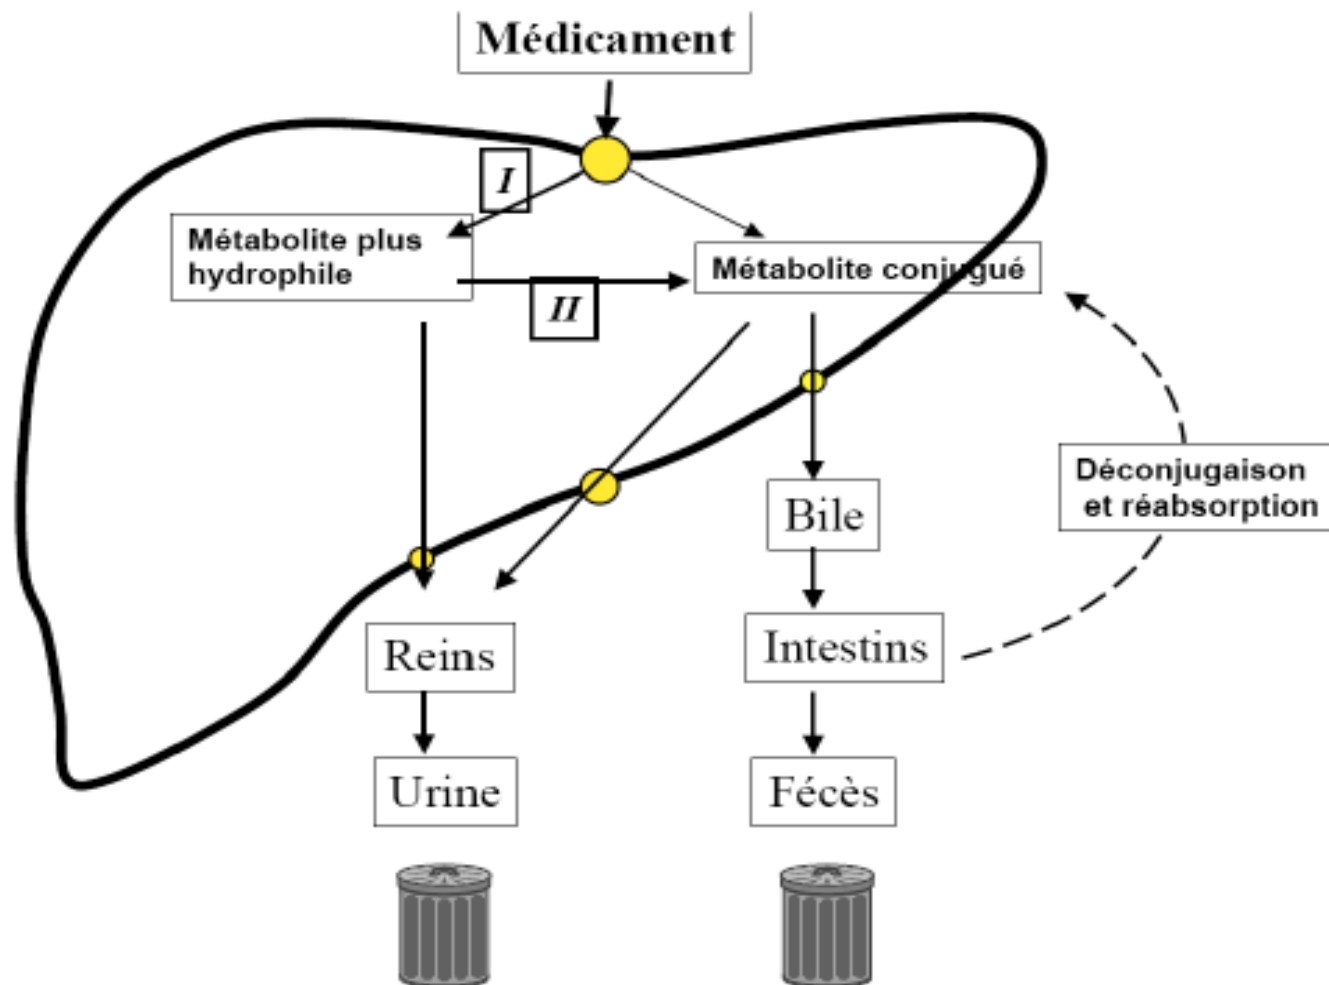 Médicament
I
Métabolite plus
hydrophile
Métabolite conjugué
II
Déconjugaison
et réabsorption
Bile
Reins
Intestins
Urine
Fécès